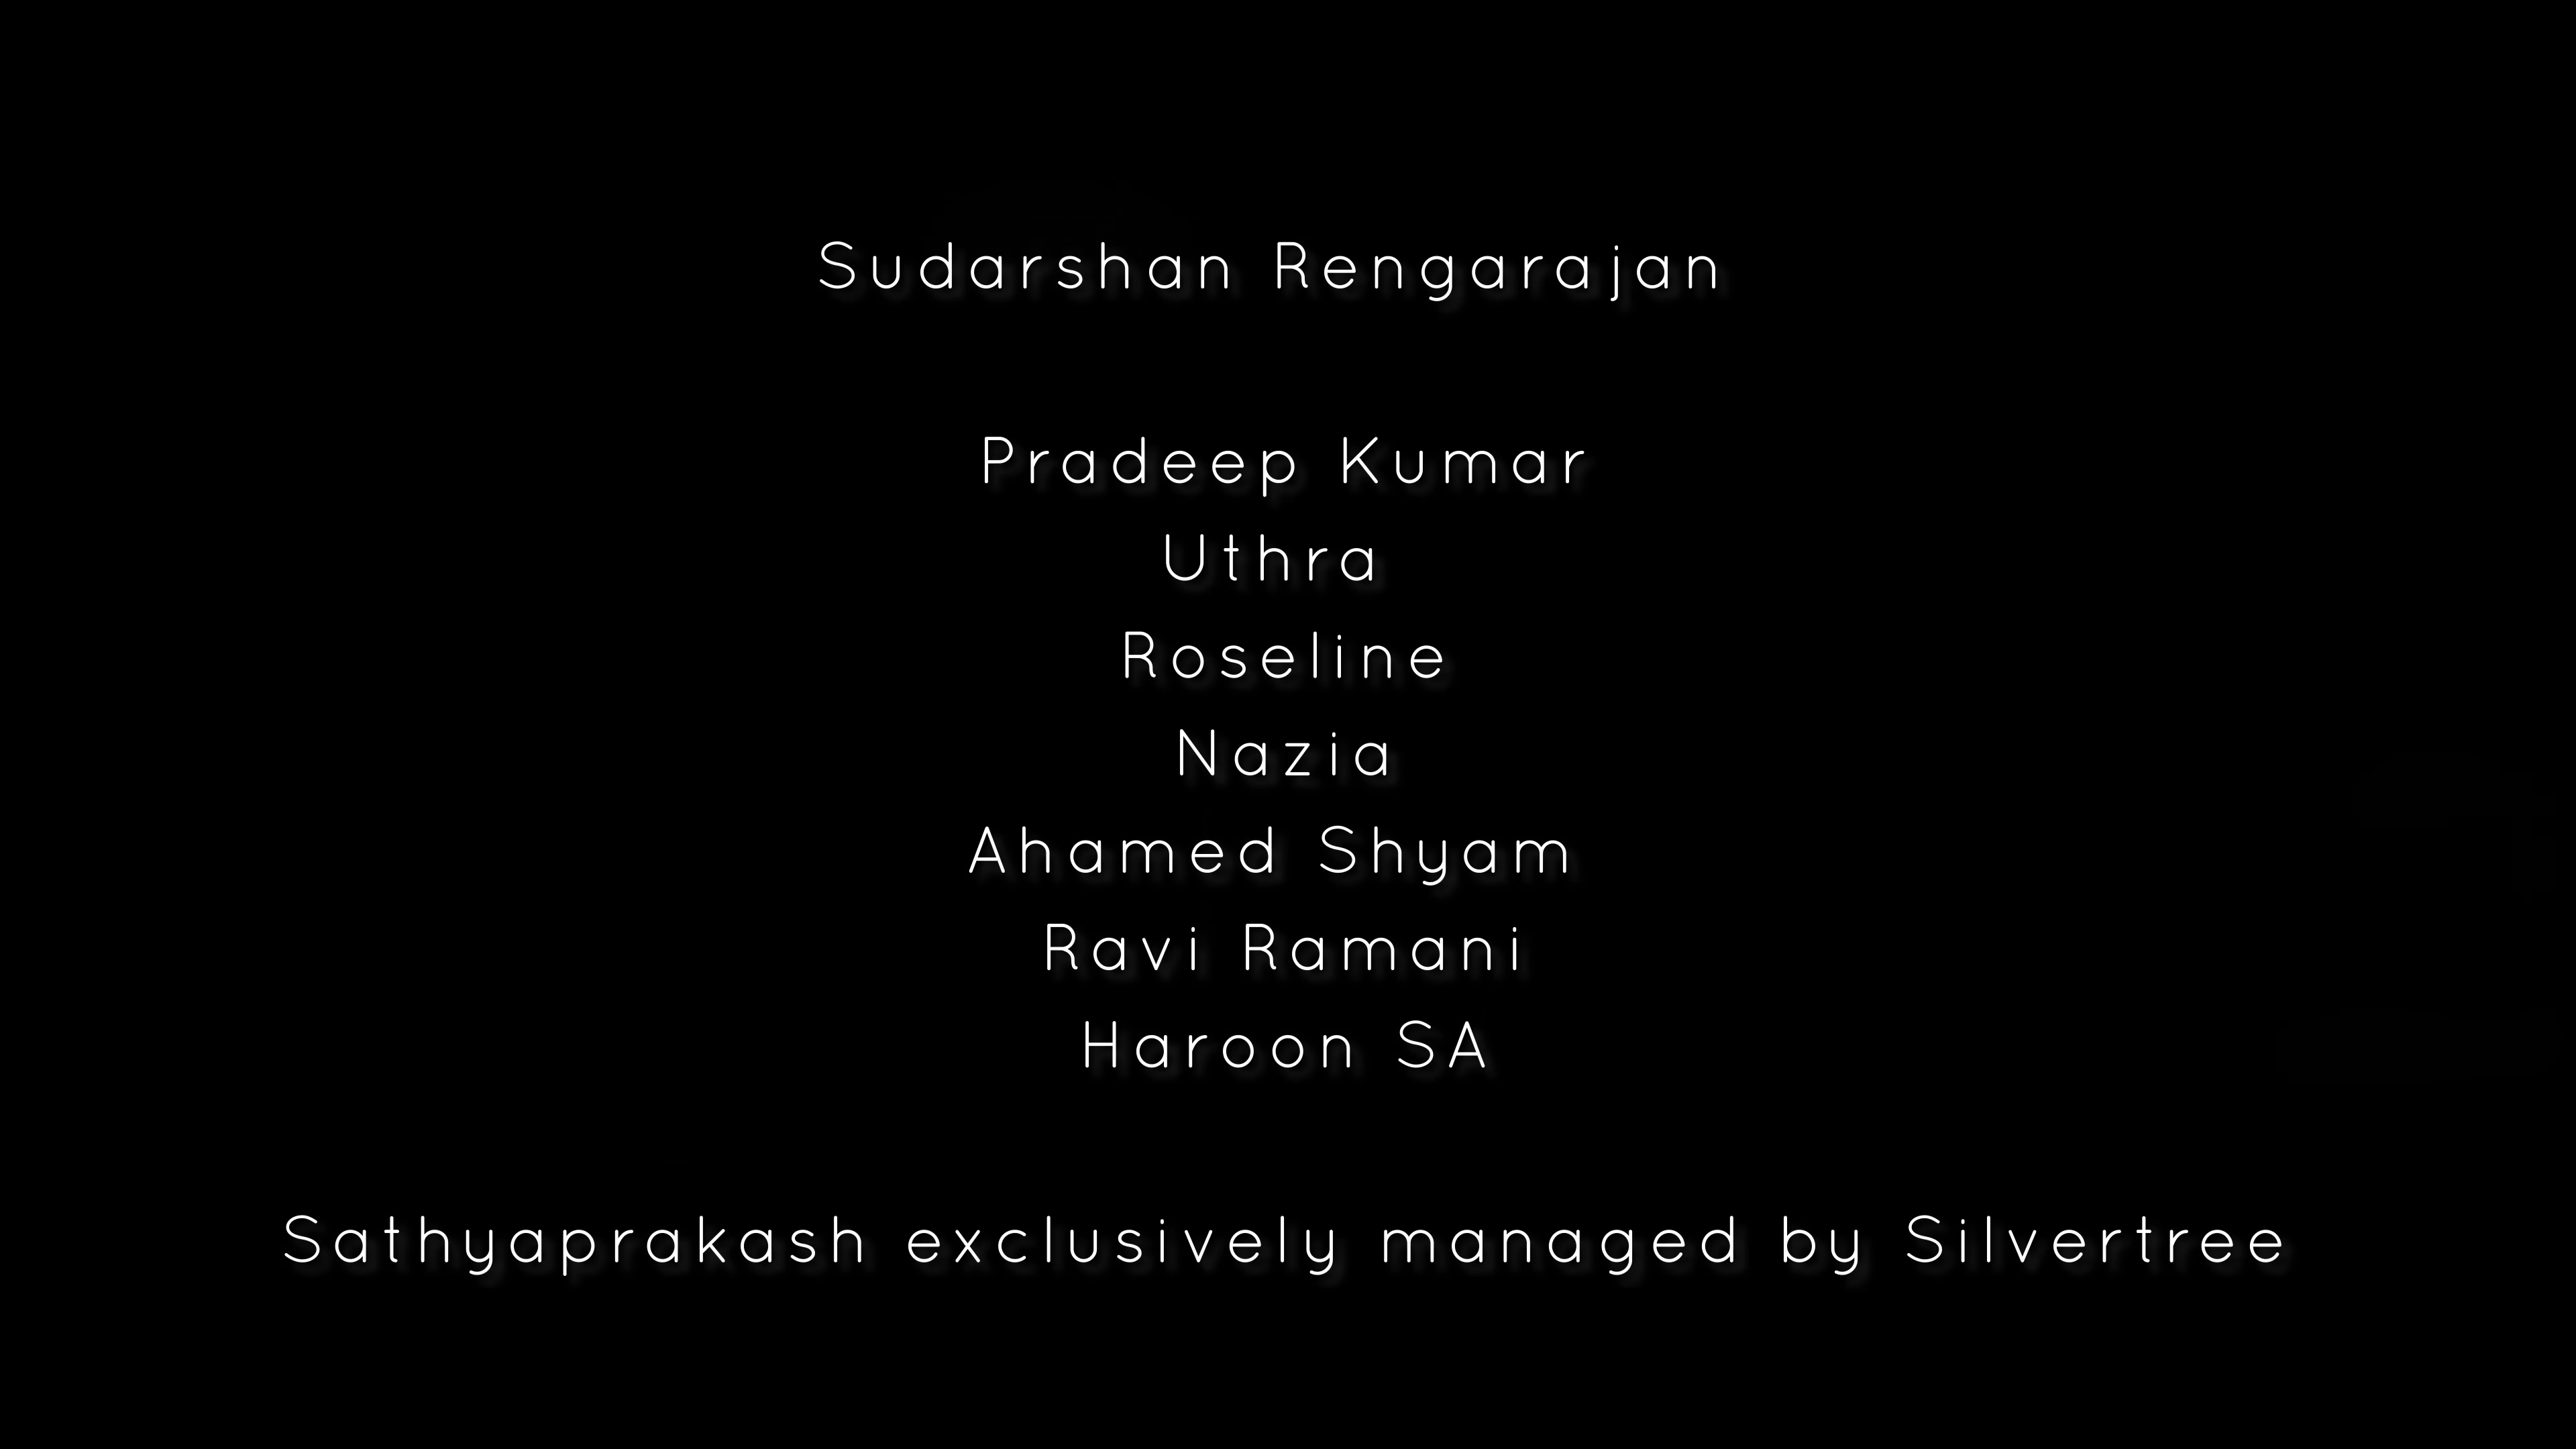 Sudarshan Rengarajan
Pradeep Kumar
Uthra
Roseline
Nazia
Ahamed Shyam
Ravi Ramani
Haroon SA
Sathyaprakash exclusively managed by Silvertree